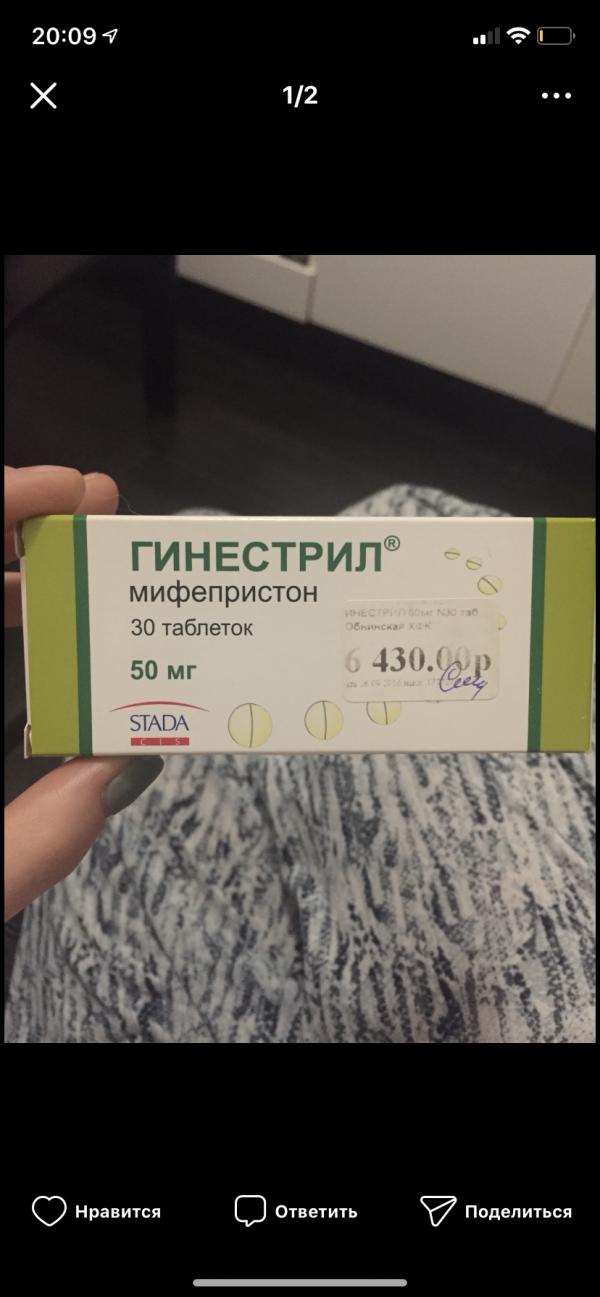 20:09
1/2
ГИНЕСТРИЛ®
мифепристон
30 таблеток
50 мг
ИНЕСТРИЛ 50мг N30 таб
Обнинская ХФК
6 430.00р
STADA
CIS
Нравится
Ответить
Поделиться